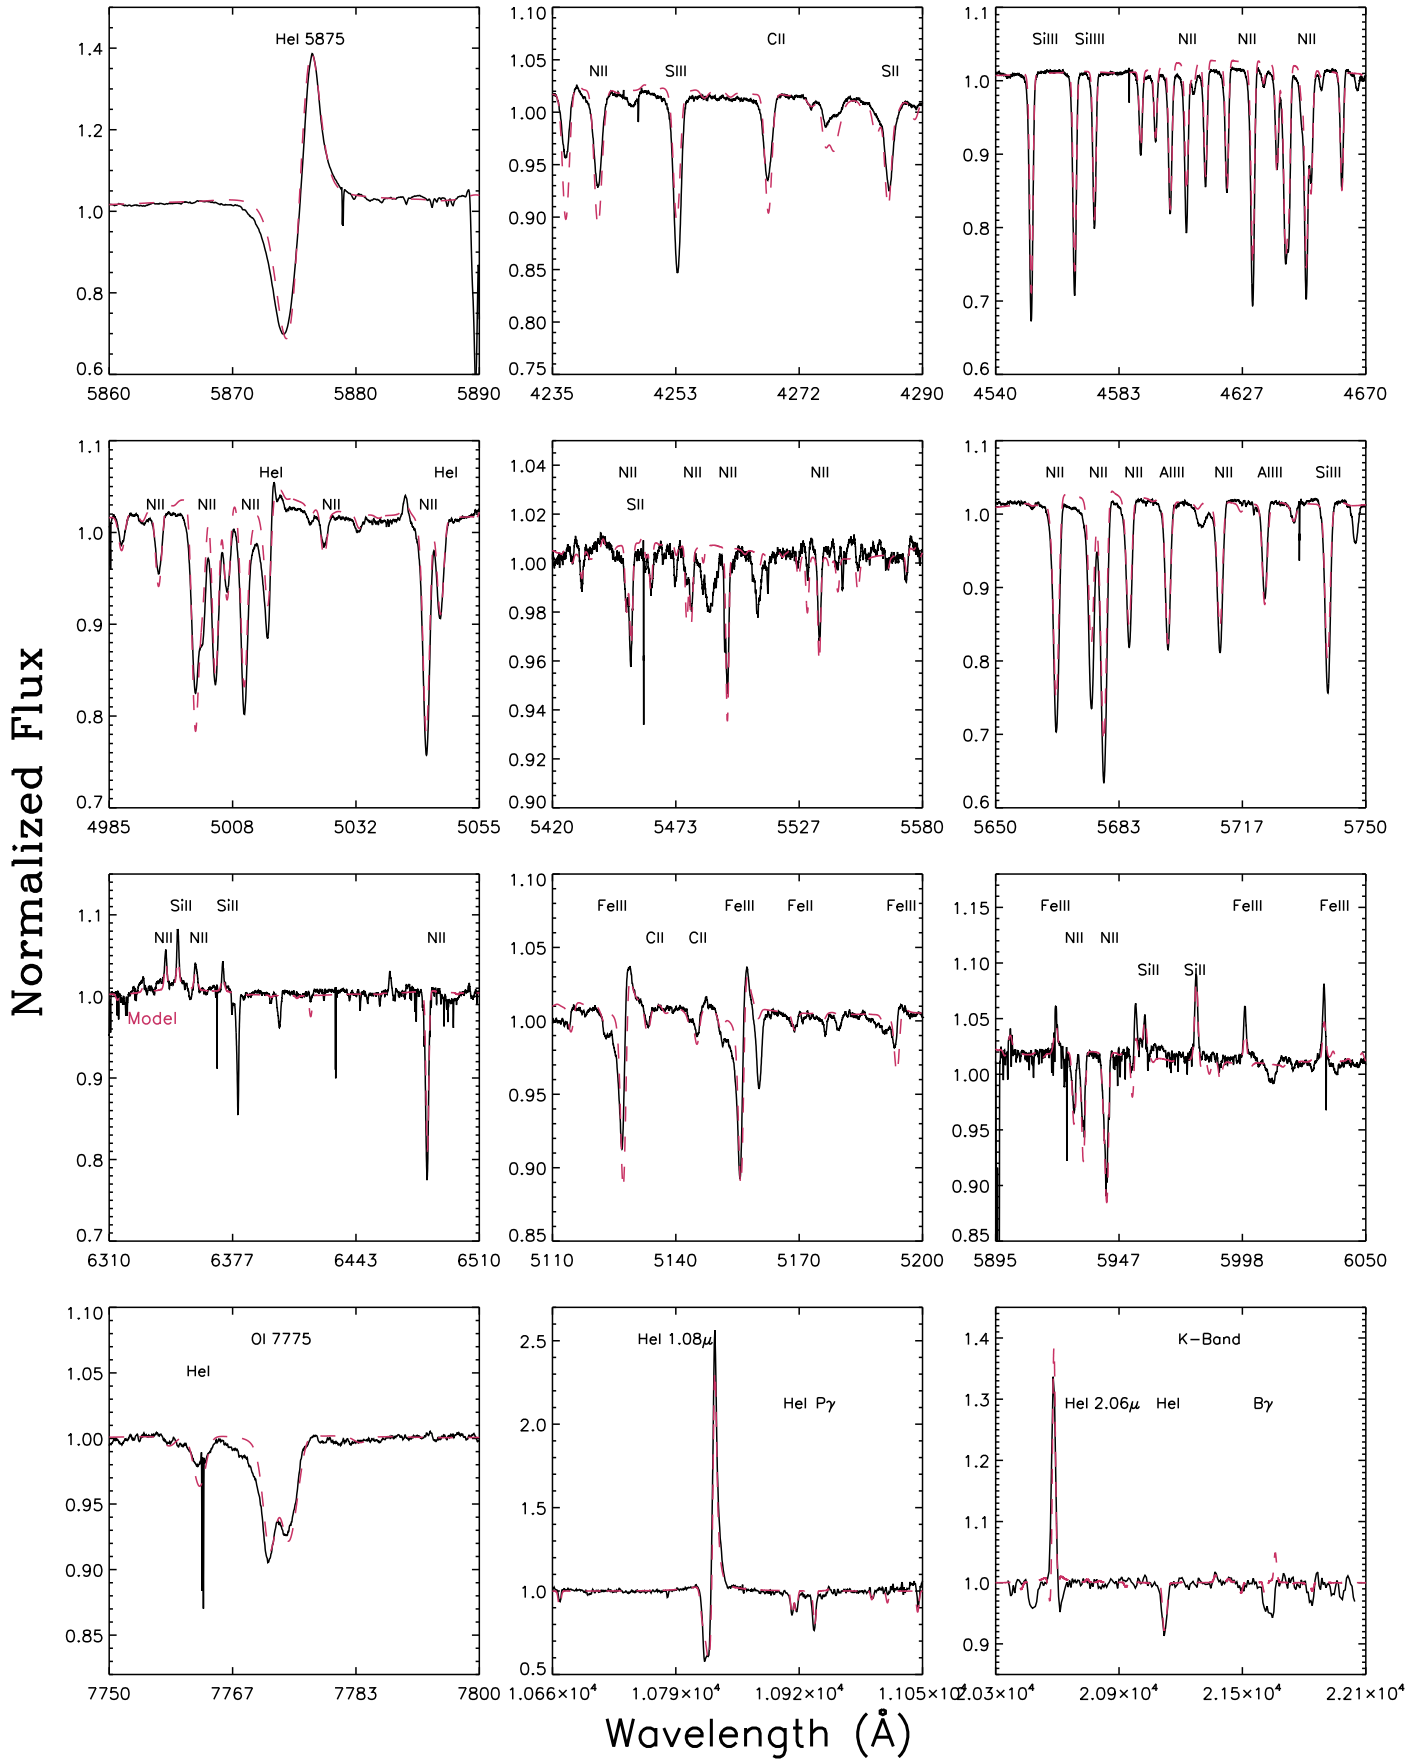 HeI 5875
1.4
1.2
1.0
0.8
0.6
5860 5870 5880 5890
CII
NII SIII SII
1.10
1.05
1.00
0.95
0.90
0.85
0.80
0.75
4235 4253 4272 4290
SiIII SiIIII NII NII NII
1.1
1.0
0.9
0.8
0.7
0.6
4540 4583 4627 4670
HeI HeI
NII NII NII NII NII
1.1
1.0
0.9
0.8
0.7
4985 5008 5032 5055
NII NII NII NII
SII
1.04
1.02
1.00
0.98
0.96
0.94
0.92
0.90
5420 5473 5527 5580
NII NII NII AlIII NII AlIII SiIII
1.1
1.0
0.9
0.8
0.7
0.6
5650 5683 5717 5750
SiII SiII
NII NII NII
Model
1.1
1.0
0.9
0.8
0.7
6310 6377 6443 6510
FeIII FeIII FeII FeIII
CII CII
1.10
1.05
1.00
0.95
0.90
0.85
5110 5140 5170 5200
FeIII FeIII FeIII
NII NII
SiII SiII
1.15
1.10
1.05
1.00
0.95
0.90
0.85
5895 5947 5998 6050
OI 7775
HeI
1.10
1.05
1.00
0.95
0.90
0.85
7750 7767 7783 7800
HeI 1.08μ
HeI Pγ
2.5
2.0
1.5
1.0
0.5
1.066×10⁴ 1.079×10⁴ 1.092×10⁴ 1.105×10⁴
K-Band
HeI 2.06μ HeI Bγ
1.4
1.3
1.2
1.1
1.0
0.9
2.03×10⁴ 2.09×10⁴ 2.15×10⁴ 2.21×10⁴
Normalized Flux
Wavelength (Å)